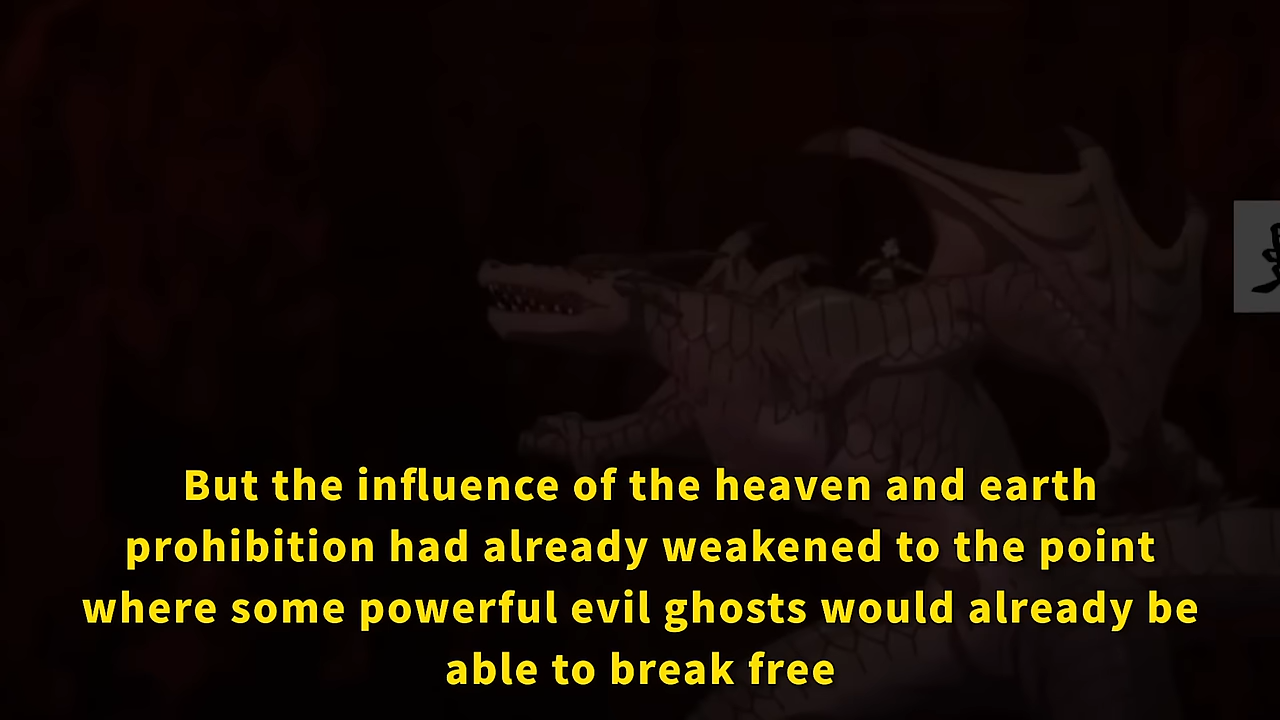 But the influence of the heaven and earth
prohibition had already weakened to the point
where some powerful evil ghosts would already be
able to break free